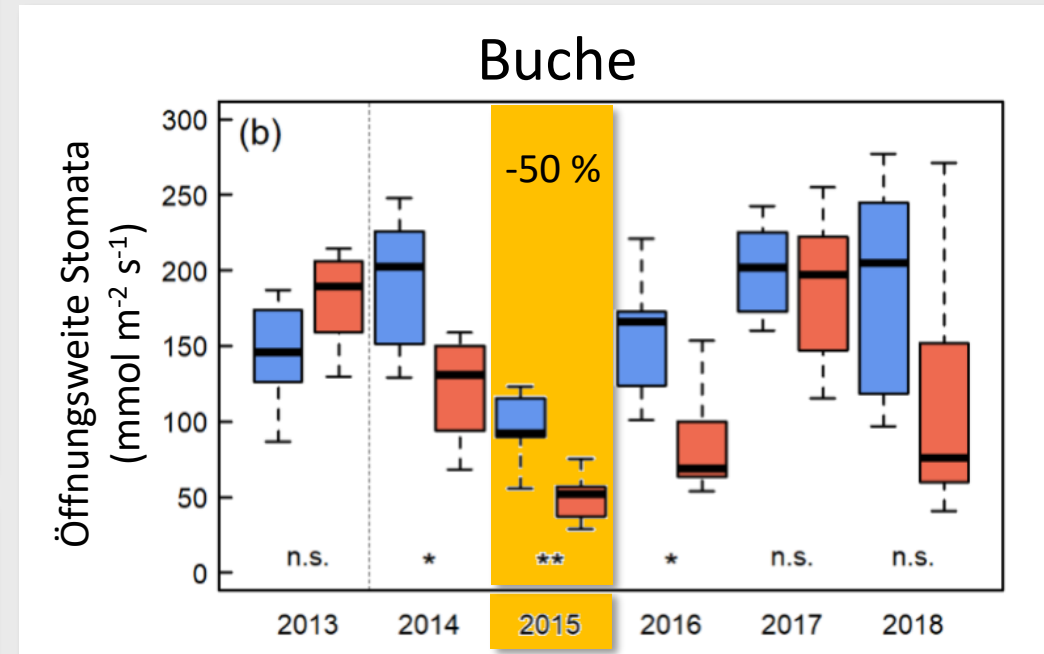 Buche
Öffnungsweite Stomata
(mmol m⁻² s⁻¹)
300
250
200
150
100
50
0
(b)
-50 %
n.s.
*
**
*
n.s.
n.s.
2013
2014
2015
2016
2017
2018